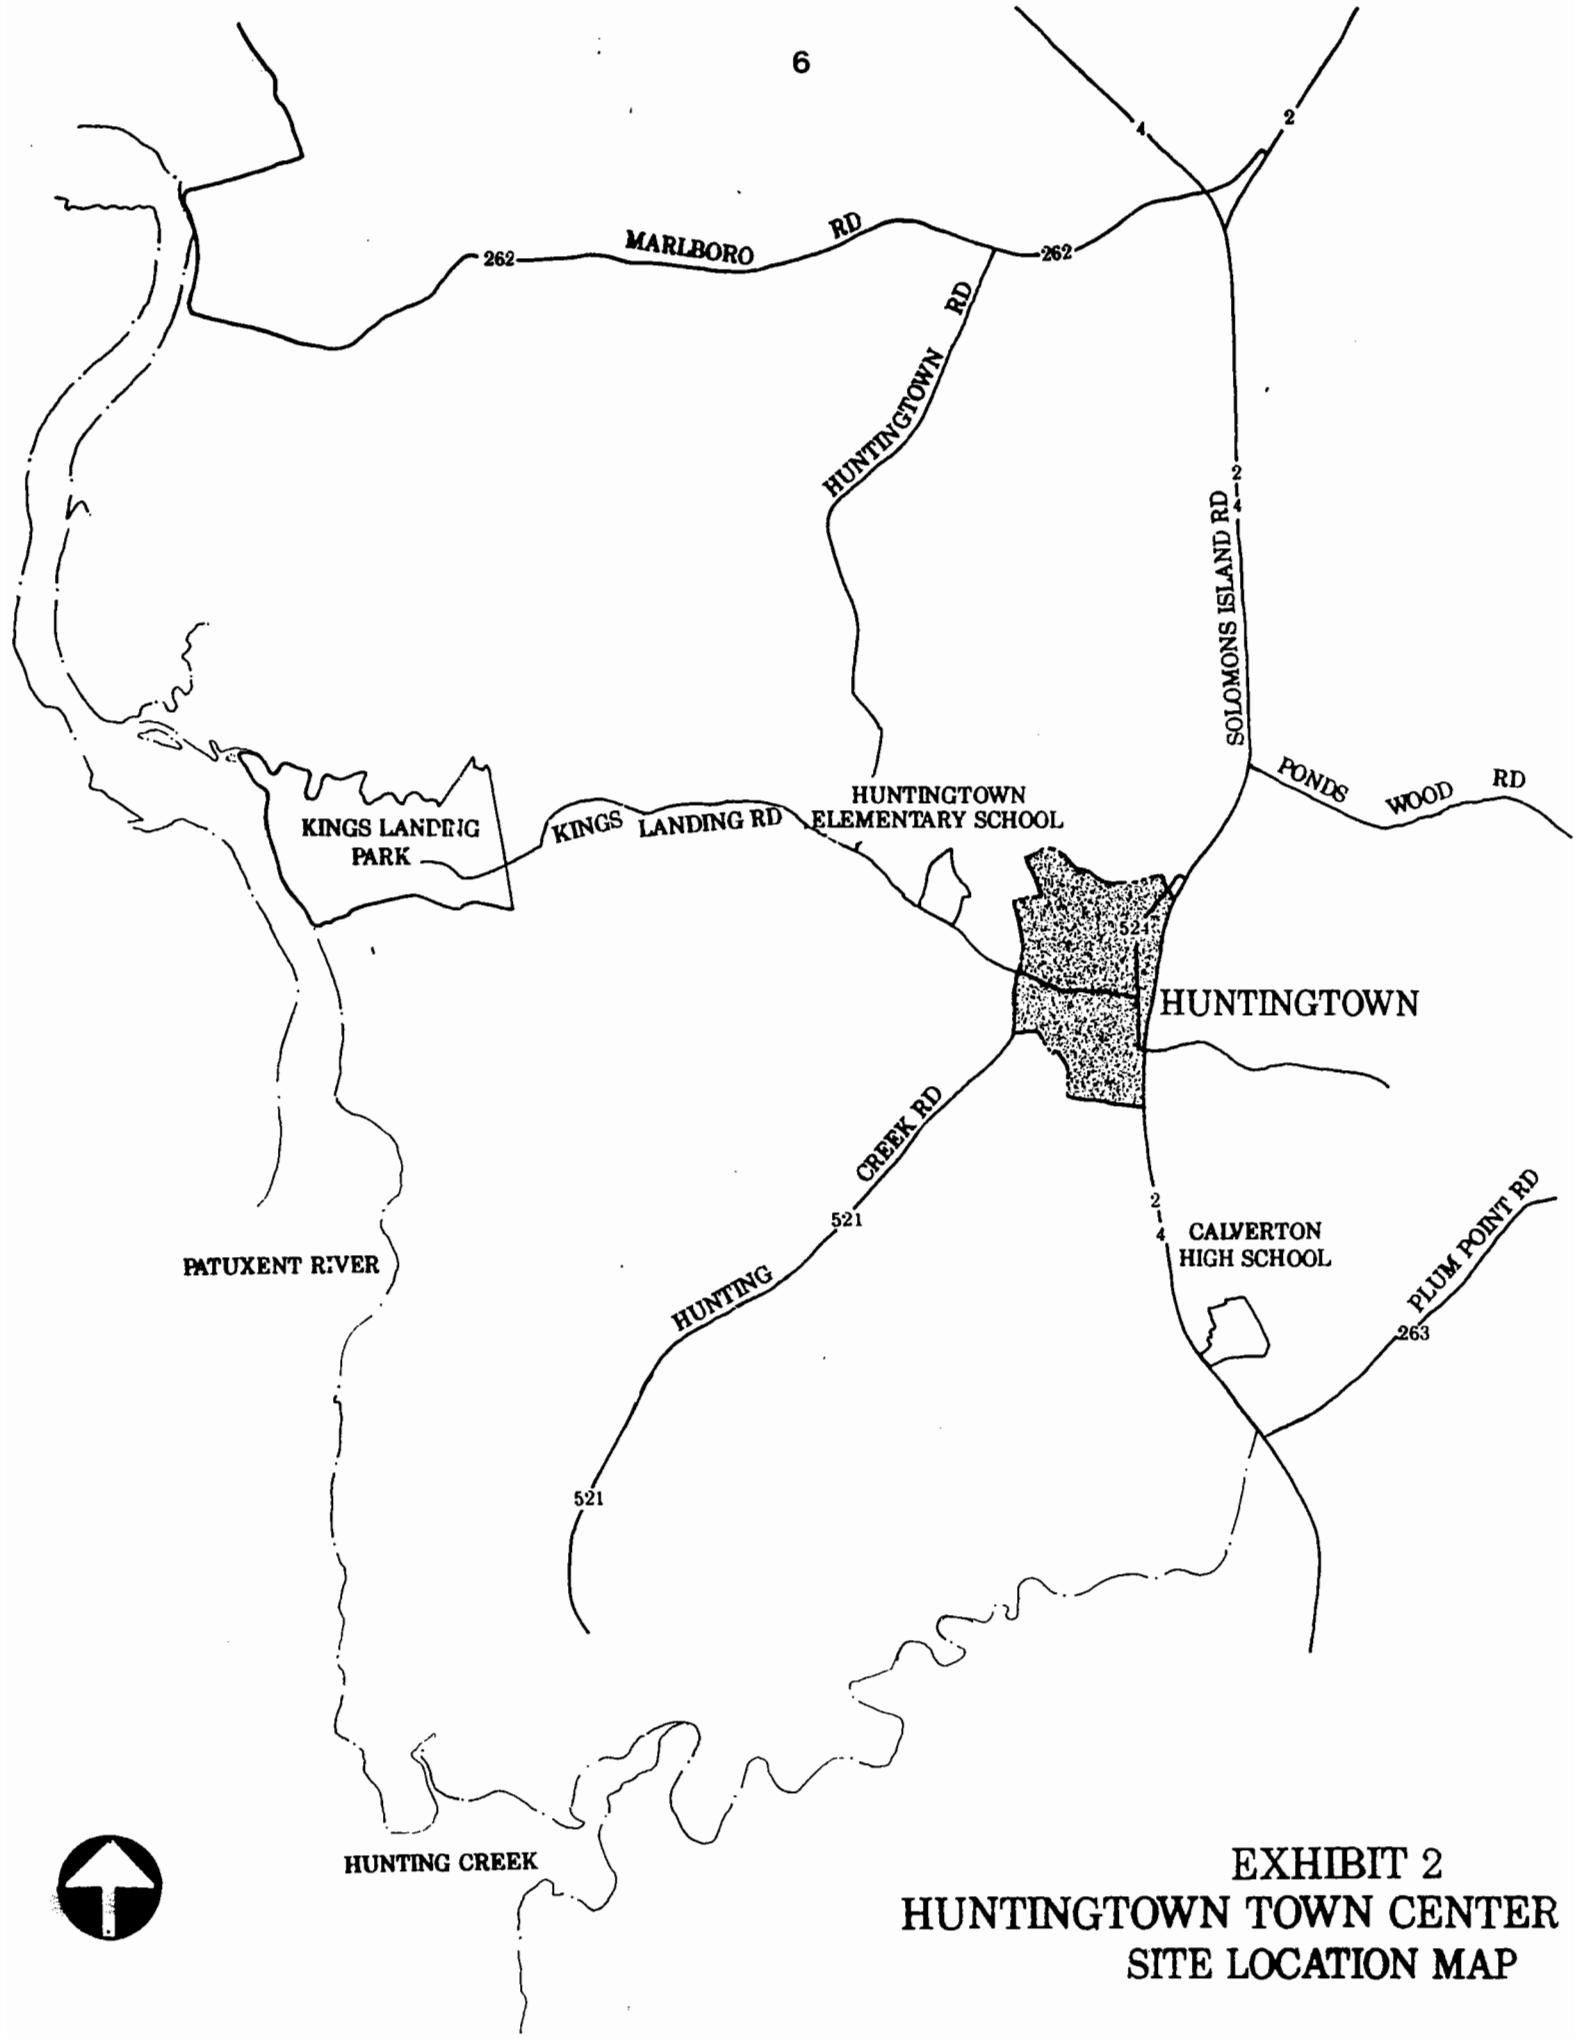 6
4
2
262
MARLBORO
RD
262
HUNTINGTOWN
RD
2
4
SOLOMONS ISLAND RD
PONDS
WOOD
RD
HUNTINGTOWN
ELEMENTARY SCHOOL
KINGS LANDING
PARK
KINGS
LANDING RD
521
HUNTINGTOWN
HUNTING
CREEK RD
521
2
4
CALVERTON
HIGH SCHOOL
PLUM POINT RD
263
PATUXENT RIVER
521
HUNTING CREEK
EXHIBIT 2
HUNTINGTOWN TOWN CENTER
SITE LOCATION MAP